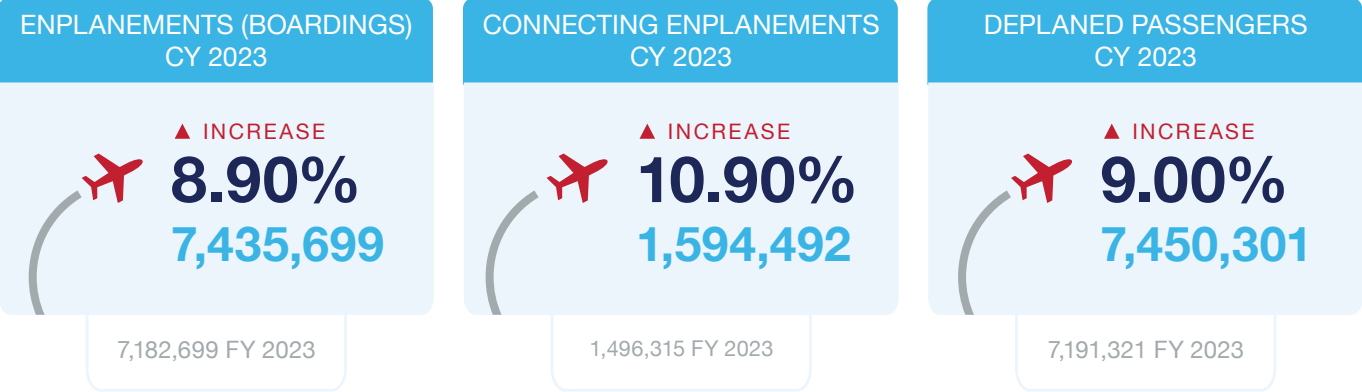 ENPLANEMENTS (BOARDINGS)
CY 2023
▲ INCREASE
8.90%
7,435,699
7,182,699 FY 2023
CONNECTING ENPLANEMENTS
CY 2023
▲ INCREASE
10.90%
1,594,492
1,496,315 FY 2023
DEPLANED PASSENGERS
CY 2023
▲ INCREASE
9.00%
7,450,301
7,191,321 FY 2023